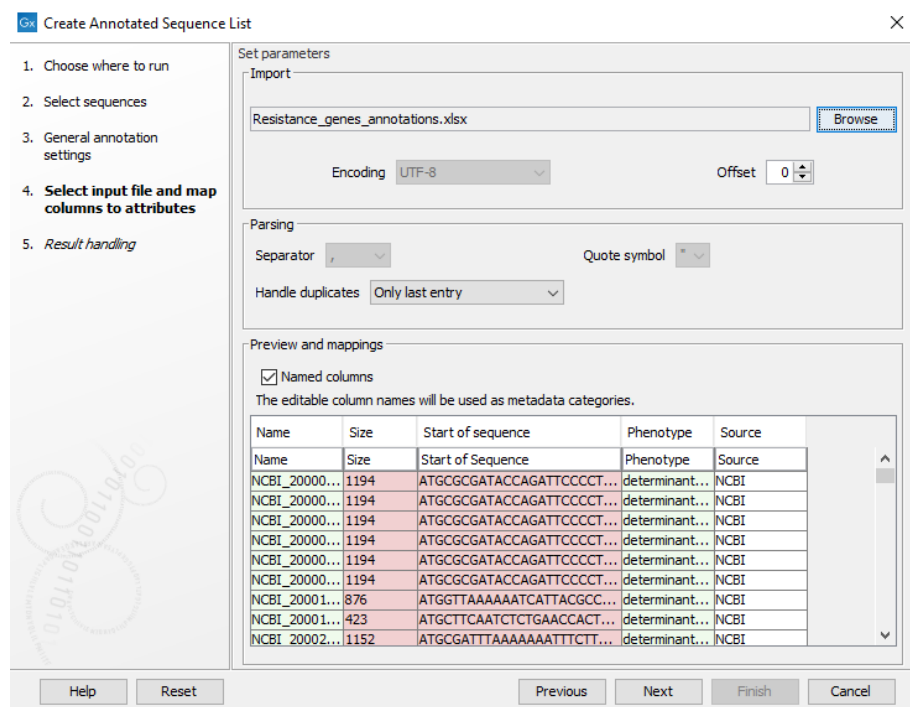 Gx Create Annotated Sequence List
1. Choose where to run
2. Select sequences
3. General annotation
settings
4. Select input file and map
columns to attributes
5. Result handling
Set parameters
Import
Resistance_genes_annotations.xlsx Browse
Encoding UTF-8 Offset 0
Parsing
Separator , Quote symbol "
Handle duplicates Only last entry
Preview and mappings
Named columns
The editable column names will be used as metadata categories.
Name Size Start of sequence Phenotype Source
Name Size Start of Sequence Phenotype Source
NCBI_20000... 1194 ATGCGCGATACCAGATTCCCCT... determinant... NCBI
NCBI_20000... 1194 ATGCGCGATACCAGATTCCCCT... determinant... NCBI
NCBI_20000... 1194 ATGCGCGATACCAGATTCCCCT... determinant... NCBI
NCBI_20000... 1194 ATGCGCGATACCAGATTCCCCT... determinant... NCBI
NCBI_20000... 1194 ATGCGCGATACCAGATTCCCCT... determinant... NCBI
NCBI_20000... 1194 ATGCGCGATACCAGATTCCCCT... determinant... NCBI
NCBI_20001... 876 ATGGTTAAAAAATCATTACGCC... determinant... NCBI
NCBI_20001... 423 ATGCTTCAATCTCTGAACCACT... determinant... NCBI
NCBI_20002... 1152 ATGCGATTTAAAAAAATTTCTT... determinant... NCBI
Help Reset Previous Next Finish Cancel